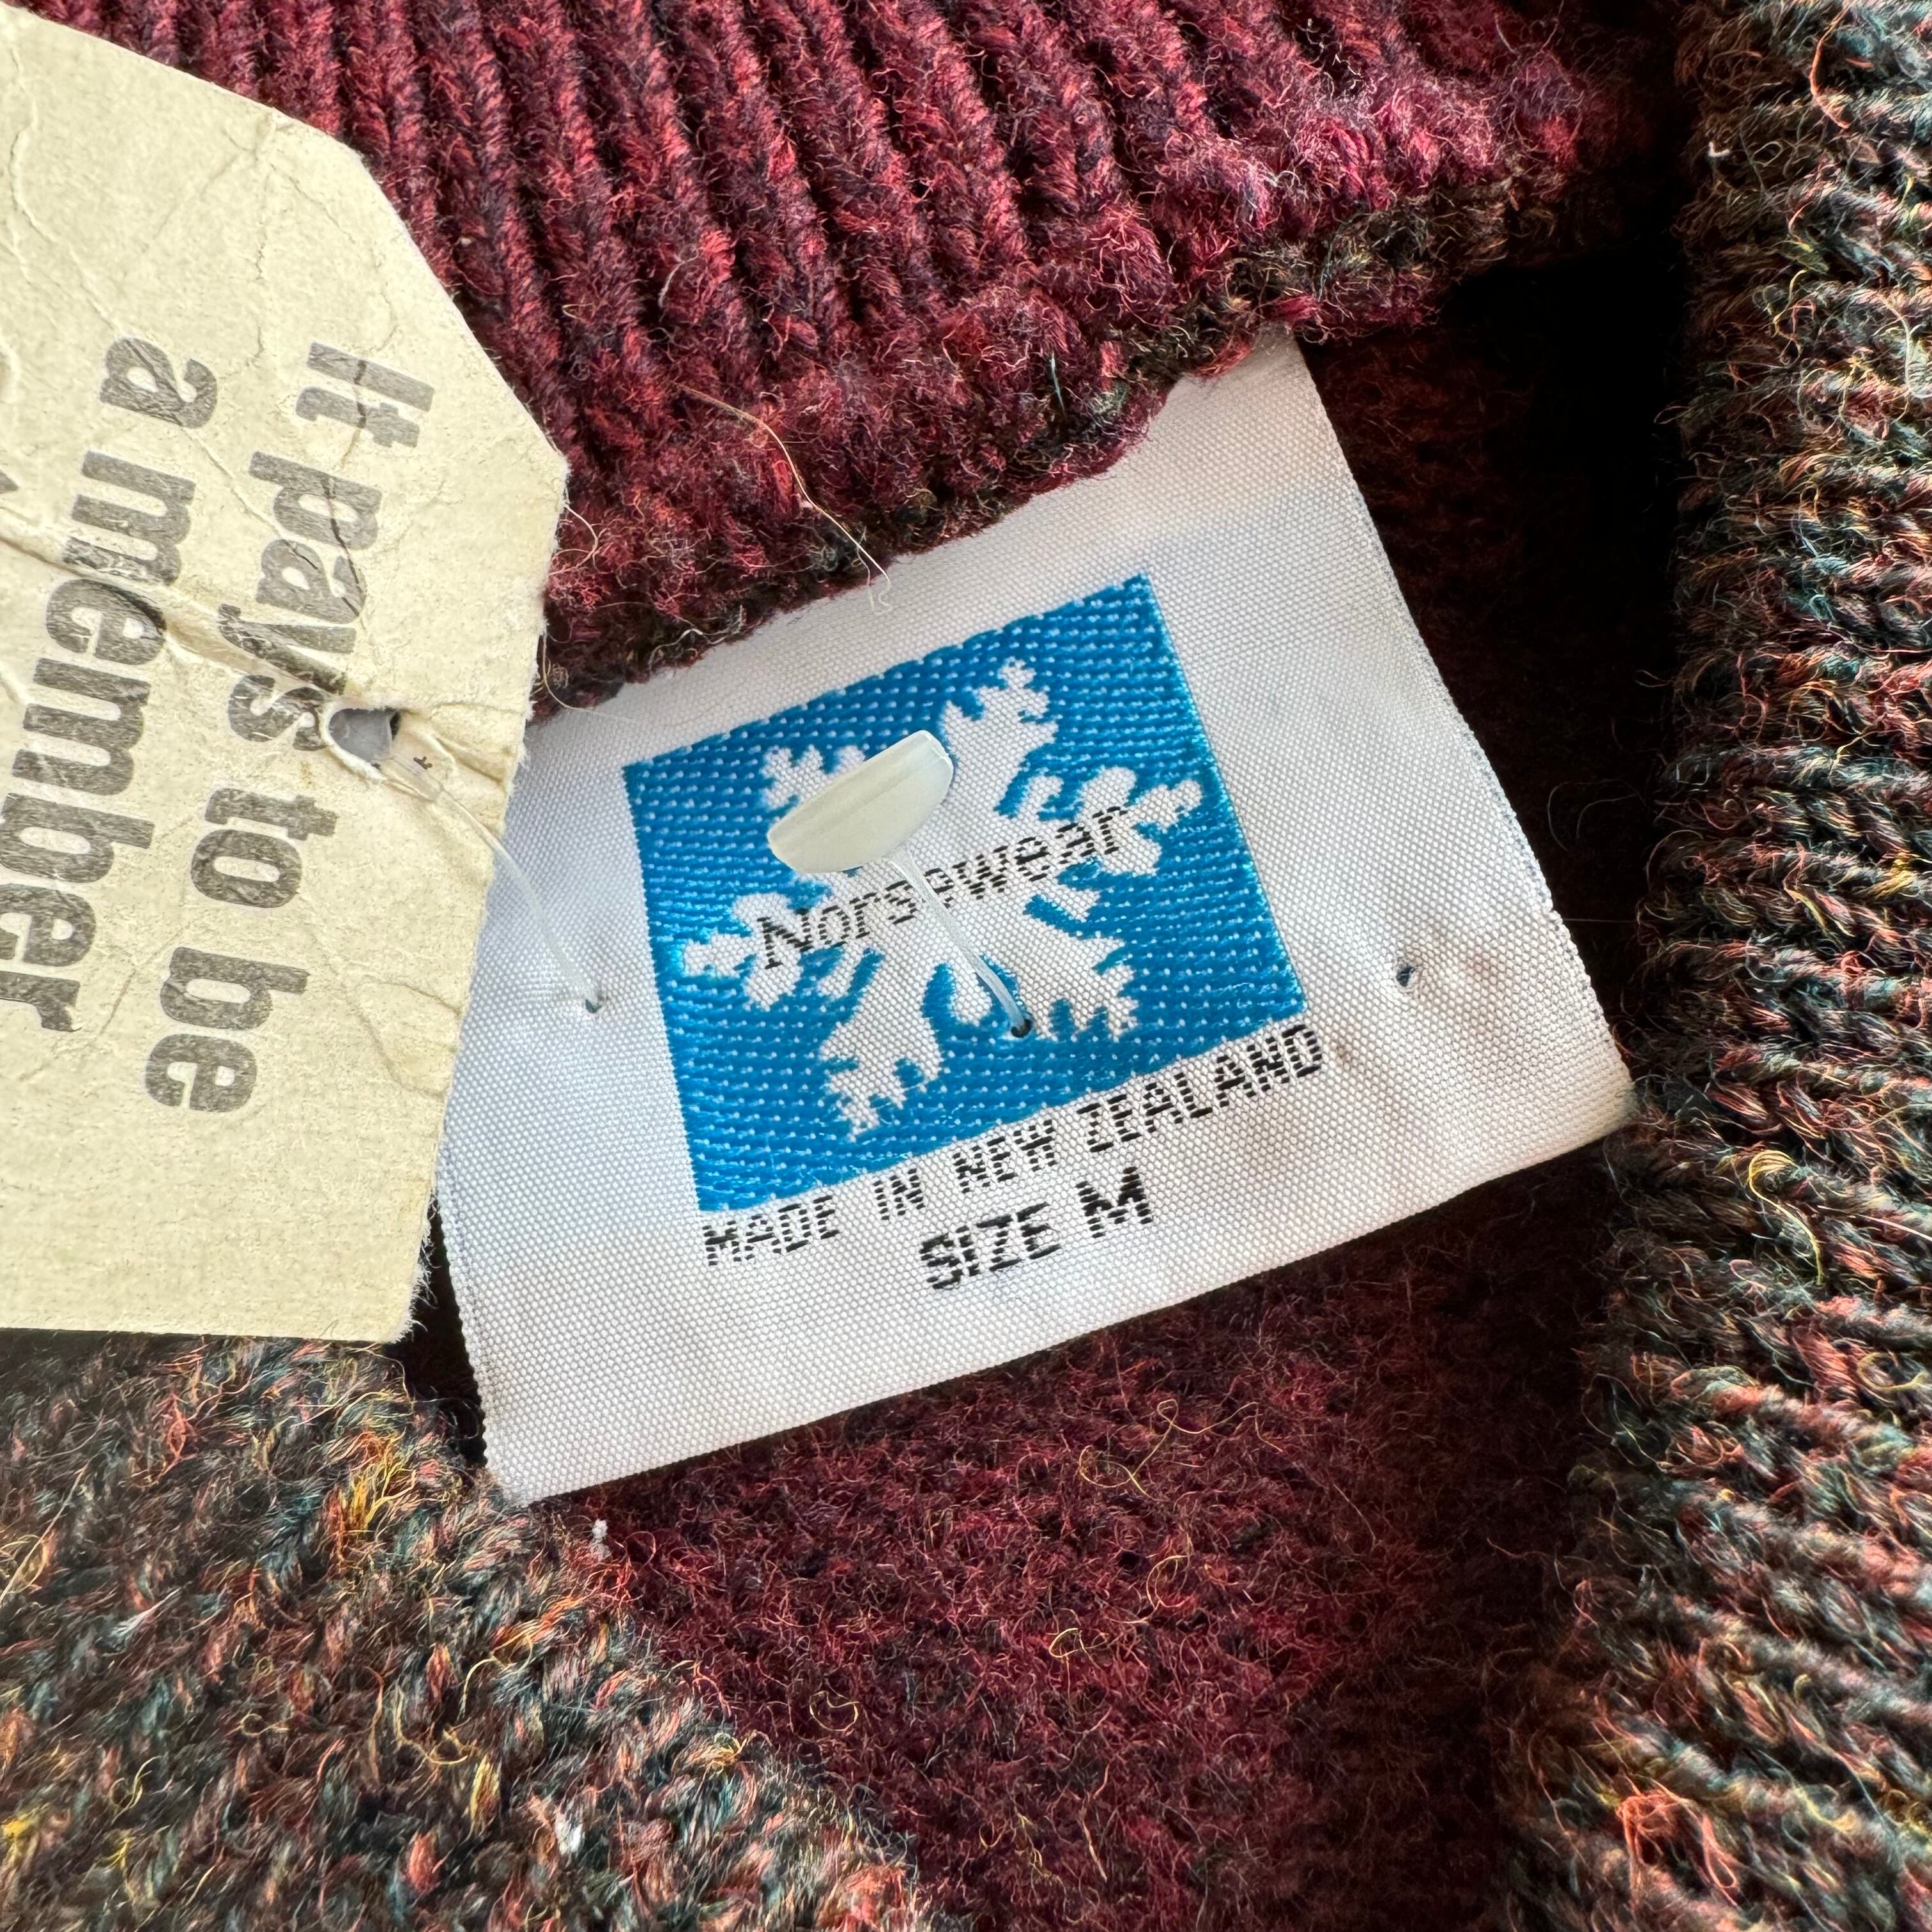 It pays to be
a member
Norsewear
MADE IN NEW ZEALAND
SIZE M